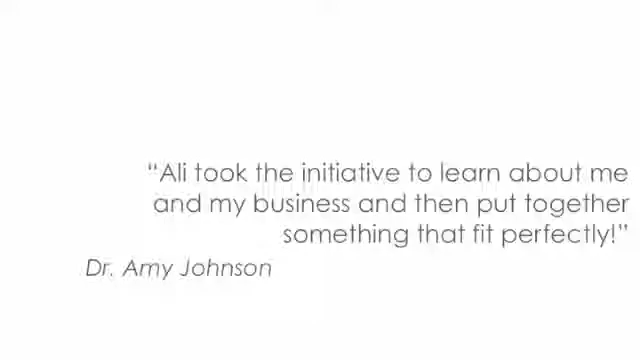 “Ali took the initiative to learn about me
and my business and then put together
something that fit perfectly!”
Dr. Amy Johnson